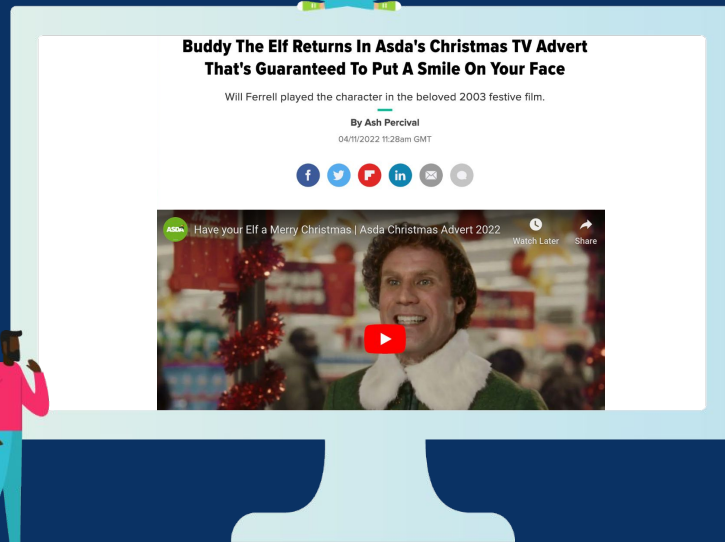 Buddy The Elf Returns In Asda's Christmas TV Advert
That's Guaranteed To Put A Smile On Your Face
Will Ferrell played the character in the beloved 2003 festive film.
By Ash Percival
04/11/2022 11:28am GMT
f in
ASDA Have your Elf a Merry Christmas | Asda Christmas Advert 2022
Watch Later Share